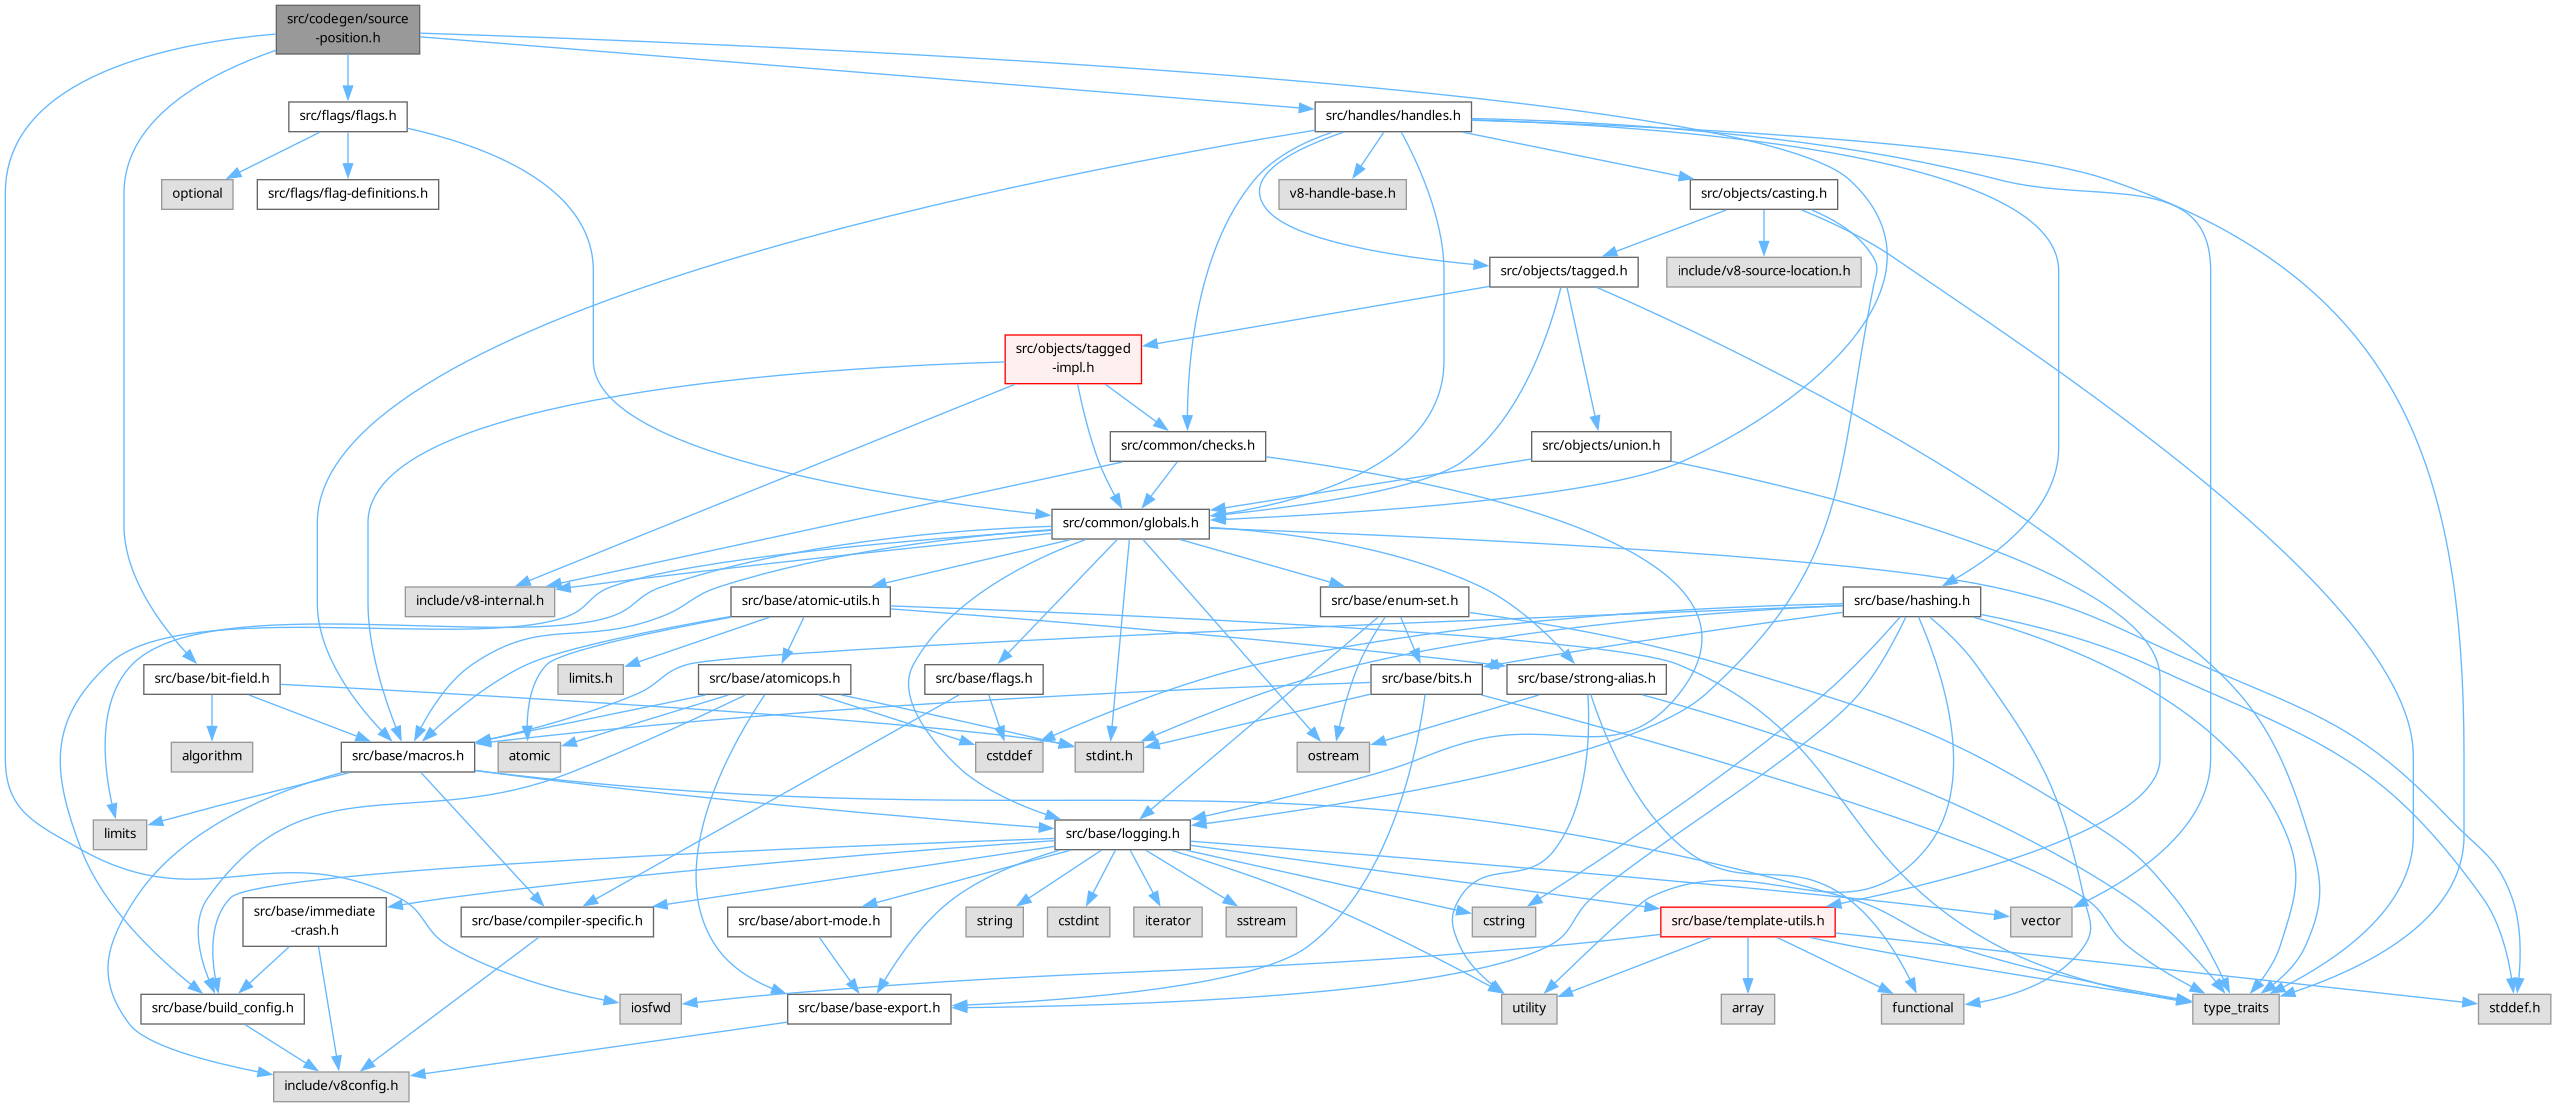 src/codegen/source
-position.h
src/flags/flags.h
src/handles/handles.h
optional
src/flags/flag-definitions.h
v8-handle-base.h
src/objects/casting.h
src/objects/tagged.h
include/v8-source-location.h
src/objects/tagged
-impl.h
src/common/checks.h
src/objects/union.h
src/common/globals.h
include/v8-internal.h
src/base/atomic-utils.h
src/base/enum-set.h
src/base/hashing.h
src/base/bit-field.h
limits.h
src/base/atomicops.h
src/base/flags.h
src/base/bits.h
src/base/strong-alias.h
algorithm
src/base/macros.h
atomic
cstddef
stdint.h
ostream
limits
src/base/logging.h
src/base/immediate
-crash.h
src/base/compiler-specific.h
src/base/abort-mode.h
string
cstdint
iterator
sstream
cstring
src/base/template-utils.h
vector
src/base/build_config.h
iosfwd
src/base/base-export.h
utility
array
functional
type_traits
stddef.h
include/v8config.h